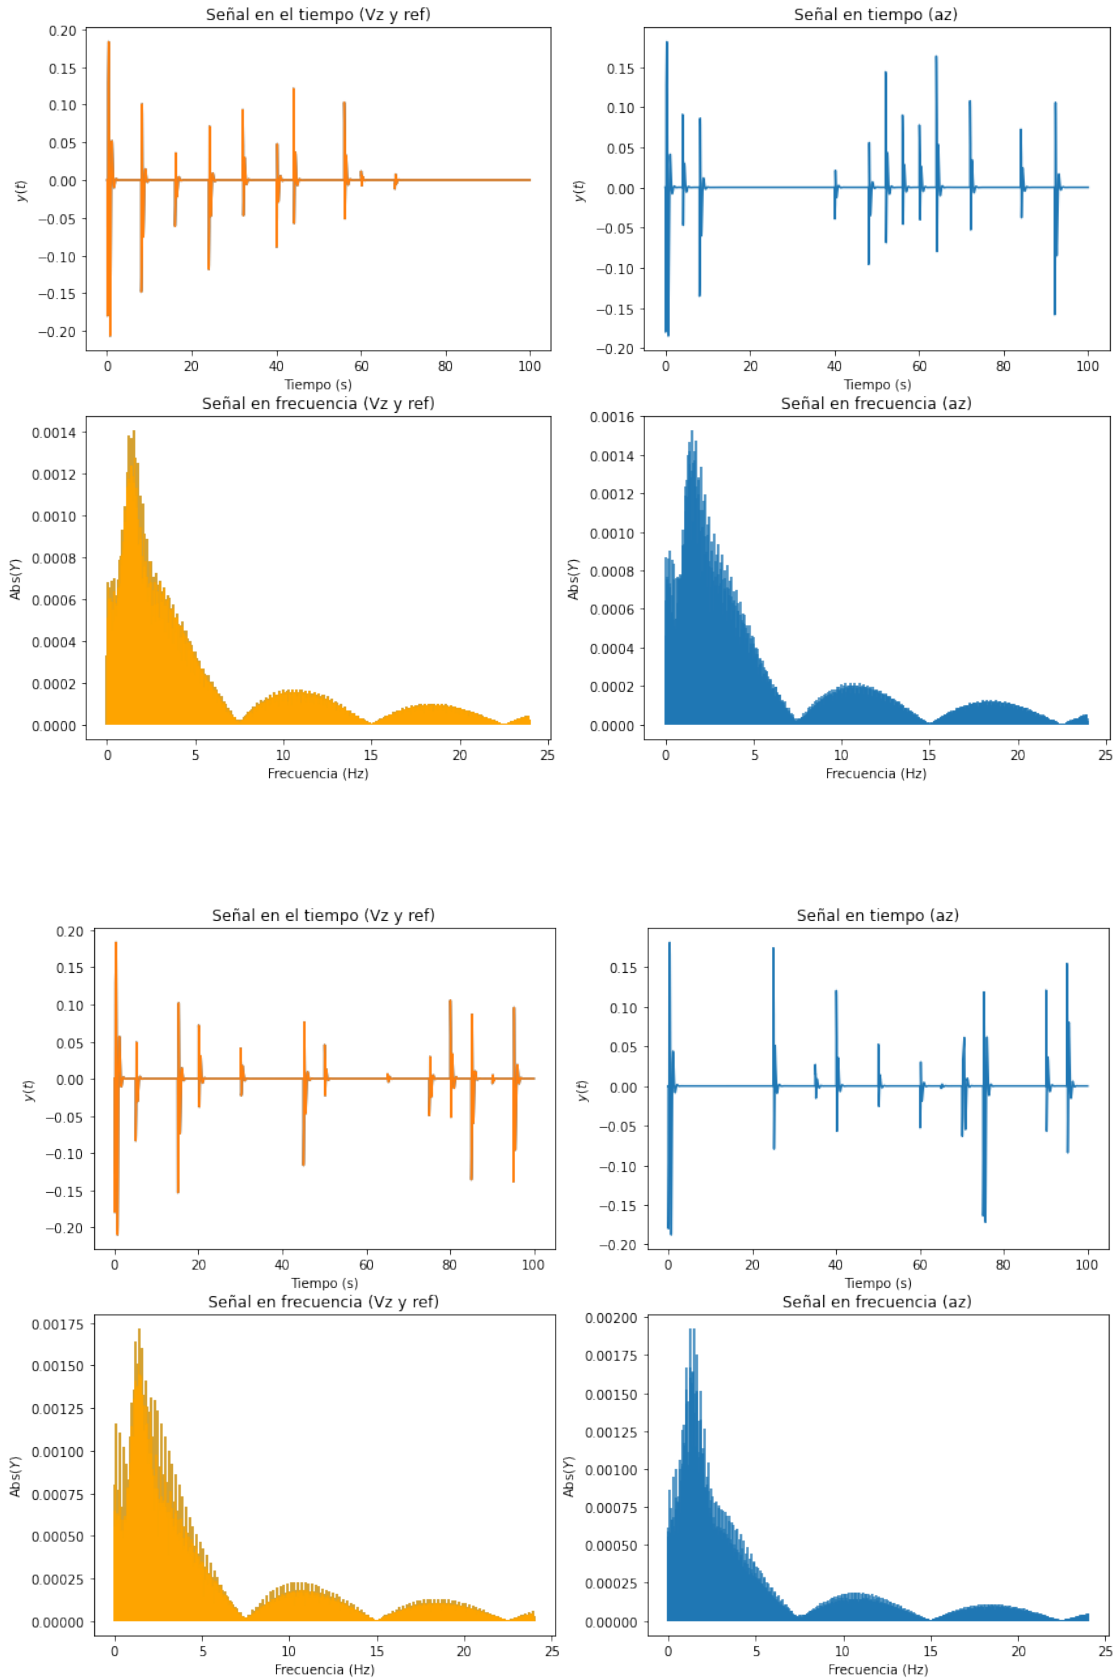 Señal en el tiempo (Vz y ref)
0.20
0.15
0.10
0.05
0.00
−0.05
−0.10
−0.15
−0.20
y(t)
0 20 40 60 80 100
Tiempo (s)
Señal en tiempo (az)
0.15
0.10
0.05
0.00
−0.05
−0.10
−0.15
−0.20
y(t)
0 20 40 60 80 100
Tiempo (s)
Señal en frecuencia (Vz y ref)
0.0014
0.0012
0.0010
0.0008
0.0006
0.0004
0.0002
0.0000
Abs(Y)
0 5 10 15 20 25
Frecuencia (Hz)
Señal en frecuencia (az)
0.0016
0.0014
0.0012
0.0010
0.0008
0.0006
0.0004
0.0002
0.0000
Abs(Y)
0 5 10 15 20 25
Frecuencia (Hz)
Señal en el tiempo (Vz y ref)
0.20
0.15
0.10
0.05
0.00
−0.05
−0.10
−0.15
−0.20
y(t)
0 20 40 60 80 100
Tiempo (s)
Señal en tiempo (az)
0.15
0.10
0.05
0.00
−0.05
−0.10
−0.15
−0.20
y(t)
0 20 40 60 80 100
Tiempo (s)
Señal en frecuencia (Vz y ref)
0.00175
0.00150
0.00125
0.00100
0.00075
0.00050
0.00025
0.00000
Abs(Y)
0 5 10 15 20 25
Frecuencia (Hz)
Señal en frecuencia (az)
0.00200
0.00175
0.00150
0.00125
0.00100
0.00075
0.00050
0.00025
0.00000
Abs(Y)
0 5 10 15 20 25
Frecuencia (Hz)